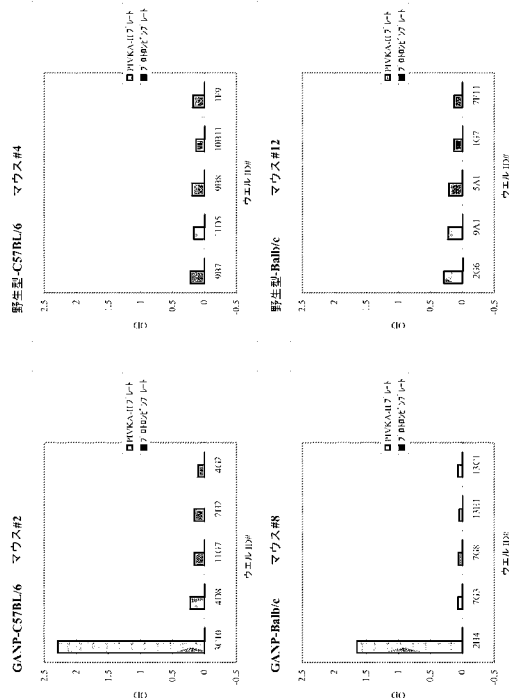 GANP-C57BL/6 マウス#2
2.5
2
1.5
1
0.5
0
-0.5
OD
3C10 4D8 11G7 2H2 4G2
ウエル ID#
PIVKA-IIプレート
プロトロンビンプレート
野生型-C57BL/6 マウス#4
2.5
2
1.5
1
0.5
0
-0.5
OD
9B7 11D5 9B8 10B11 1F9
ウエル ID#
PIVKA-IIプレート
プロトロンビンプレート
GANP-Balb/c マウス#8
2.5
2
1.5
1
0.5
0
-0.5
OD
2H4 7G3 7G8 13E1 13C1
ウエル ID#
PIVKA-IIプレート
プロトロンビンプレート
野生型-Balb/c マウス#12
2.5
2
1.5
1
0.5
0
-0.5
OD
2G6 9A1 5A1 1G7 7F11
ウエル ID#
PIVKA-IIプレート
プロトロンビンプレート